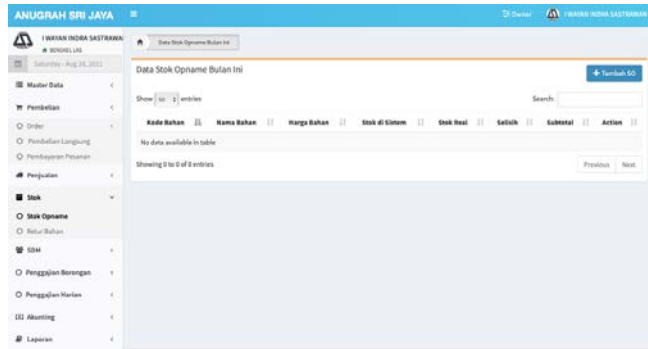 ANUGRAH SRI JAYA
Owner
I WAYAN INDRA SASTRAWAN
I WAYAN INDRA SASTRAWA
BENGKEL LAS
Data Stok Opname Bulan Ini
Saturday - Aug 28, 2021
Data Stok Opname Bulan Ini
+ Tambah SO
Master Data
Show 10 entries
Search:
Pembelian
Kode Bahan Nama Bahan Harga Bahan Stok di Sistem Stok Real Selisih Subtotal Action
Order
No data available in table
Pembelian Langsung
Pembayaran Pesanan
Showing 0 to 0 of 0 entries
Previous Next
Penjualan
Stok
Stok Opname
Retur Bahan
SDM
Penggajian Borongan
Penggajian Harian
Akunting
Laporan